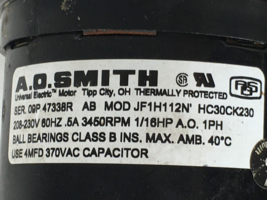 A.O.SMITH
Universal Electric™ Motor Tipp City, OH THERMALLY PROTECTED
SER. 09P 47338R AB MOD JF1H112N' HC30CK230
208-230V 60HZ .5A 3450RPM 1/16HP A.O. 1PH
BALL BEARINGS CLASS B INS. MAX. AMB. 40°C
USE 4MFD 370VAC CAPACITOR